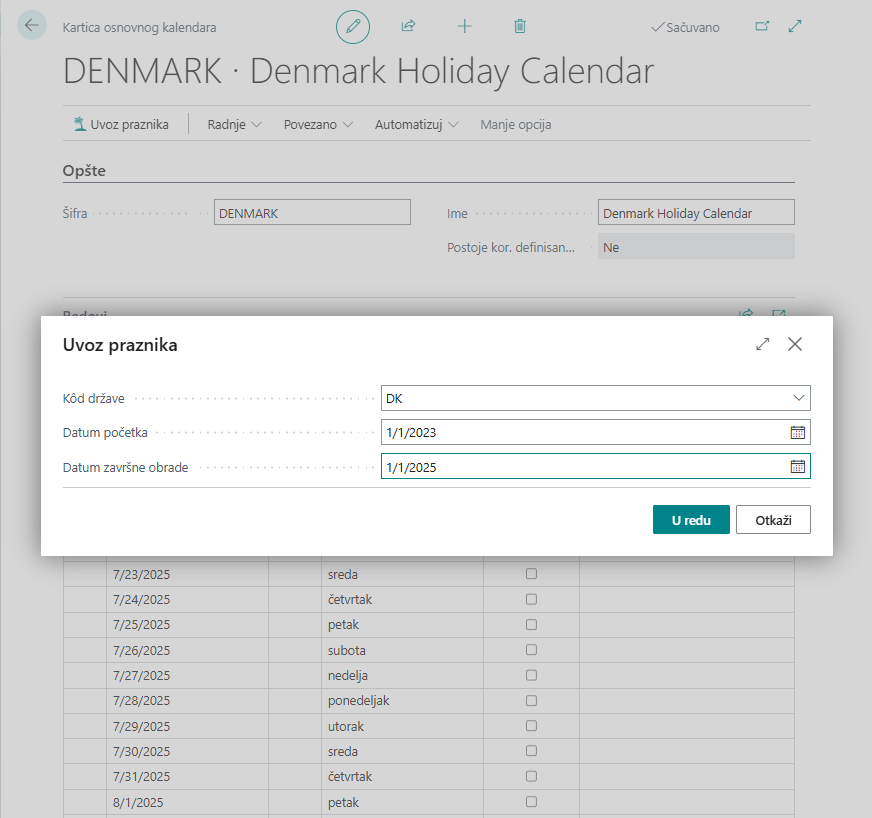 Kartica osnovnog kalendara
Sačuvano
DENMARK · Denmark Holiday Calendar
Uvoz praznika
Radnje
Povezano
Automatizuj
Manje opcija
Opšte
Šifra
DENMARK
Ime
Denmark Holiday Calendar
Postoje kor. definisan...
Ne
Redovi
Uvoz praznika
Kôd države
DK
Datum početka
1/1/2023
Datum završne obrade
1/1/2025
U redu
Otkaži
7/23/2025 sreda
7/24/2025 četvrtak
7/25/2025 petak
7/26/2025 subota
7/27/2025 nedelja
7/28/2025 ponedeljak
7/29/2025 utorak
7/30/2025 sreda
7/31/2025 četvrtak
8/1/2025 petak